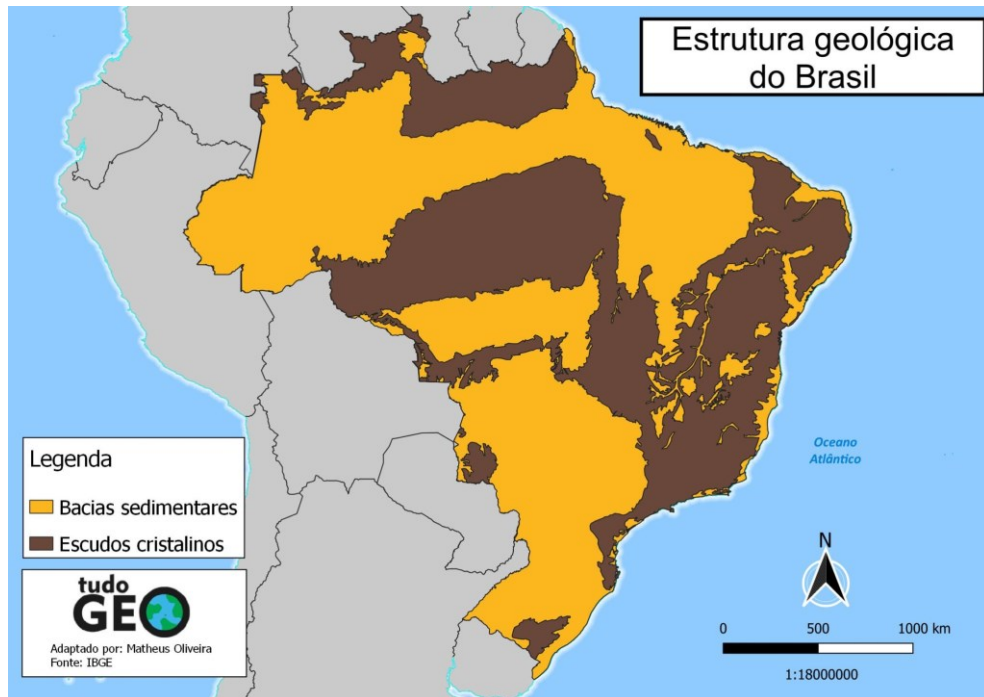 Estrutura geológica
do Brasil
Oceano
Atlântico
Legenda
Bacias sedimentares
Escudos cristalinos
tudo
GEO
Adaptado por: Matheus Oliveira
Fonte: IBGE
N
0 500 1000 km
1:18000000